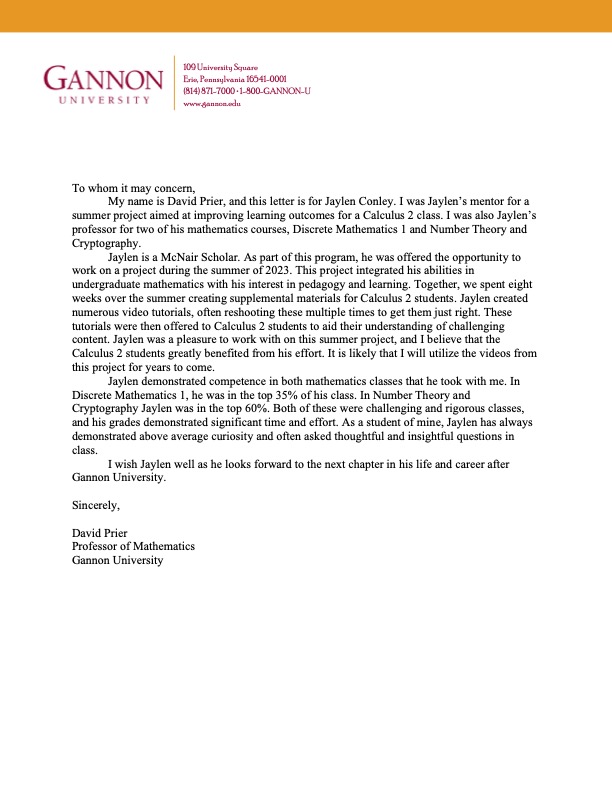 GANNON
UNIVERSITY
109 University Square
Erie, Pennsylvania 16541-0001
(814) 871-7000 · 1-800-GANNON-U
www.gannon.edu
To whom it may concern,
My name is David Prier, and this letter is for Jaylen Conley. I was Jaylen’s mentor for a
summer project aimed at improving learning outcomes for a Calculus 2 class. I was also Jaylen’s
professor for two of his mathematics courses, Discrete Mathematics 1 and Number Theory and
Cryptography.
Jaylen is a McNair Scholar. As part of this program, he was offered the opportunity to
work on a project during the summer of 2023. This project integrated his abilities in
undergraduate mathematics with his interest in pedagogy and learning. Together, we spent eight
weeks over the summer creating supplemental materials for Calculus 2 students. Jaylen created
numerous video tutorials, often reshooting these multiple times to get them just right. These
tutorials were then offered to Calculus 2 students to aid their understanding of challenging
content. Jaylen was a pleasure to work with on this summer project, and I believe that the
Calculus 2 students greatly benefited from his effort. It is likely that I will utilize the videos from
this project for years to come.
Jaylen demonstrated competence in both mathematics classes that he took with me. In
Discrete Mathematics 1, he was in the top 35% of his class. In Number Theory and
Cryptography Jaylen was in the top 60%. Both of these were challenging and rigorous classes,
and his grades demonstrated significant time and effort. As a student of mine, Jaylen has always
demonstrated above average curiosity and often asked thoughtful and insightful questions in
class.
I wish Jaylen well as he looks forward to the next chapter in his life and career after
Gannon University.
Sincerely,
David Prier
Professor of Mathematics
Gannon University